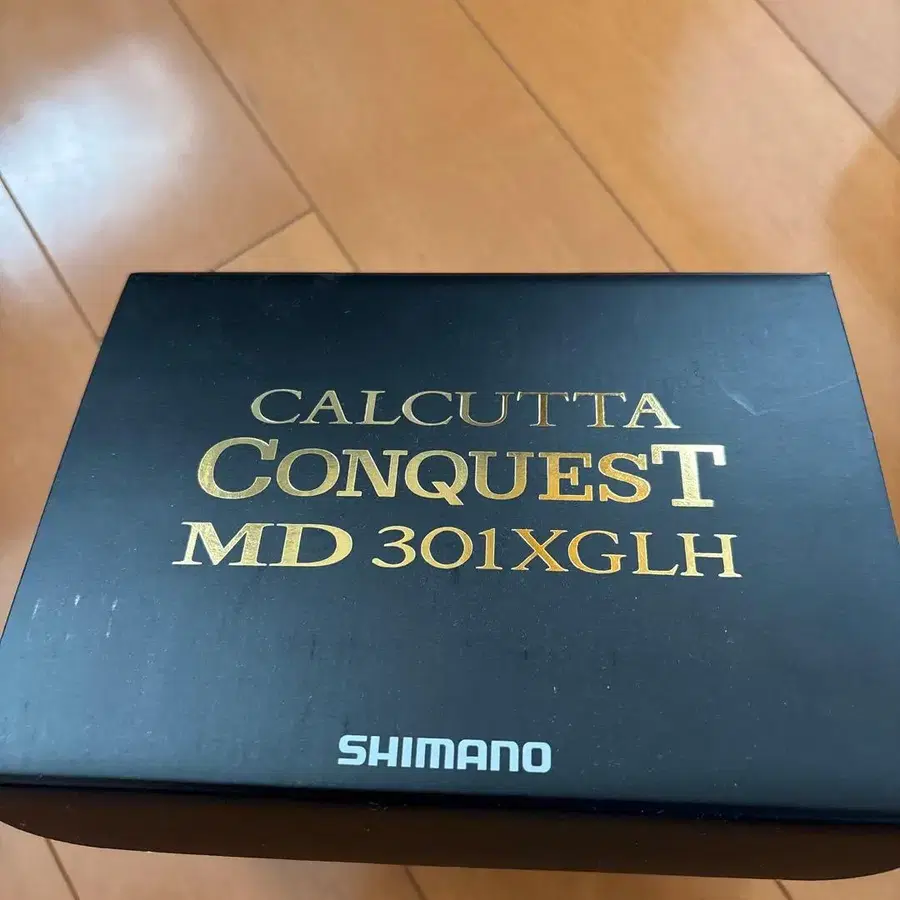 CALCUTTA
CONQUEST
MD 301XGLH
SHIMANO